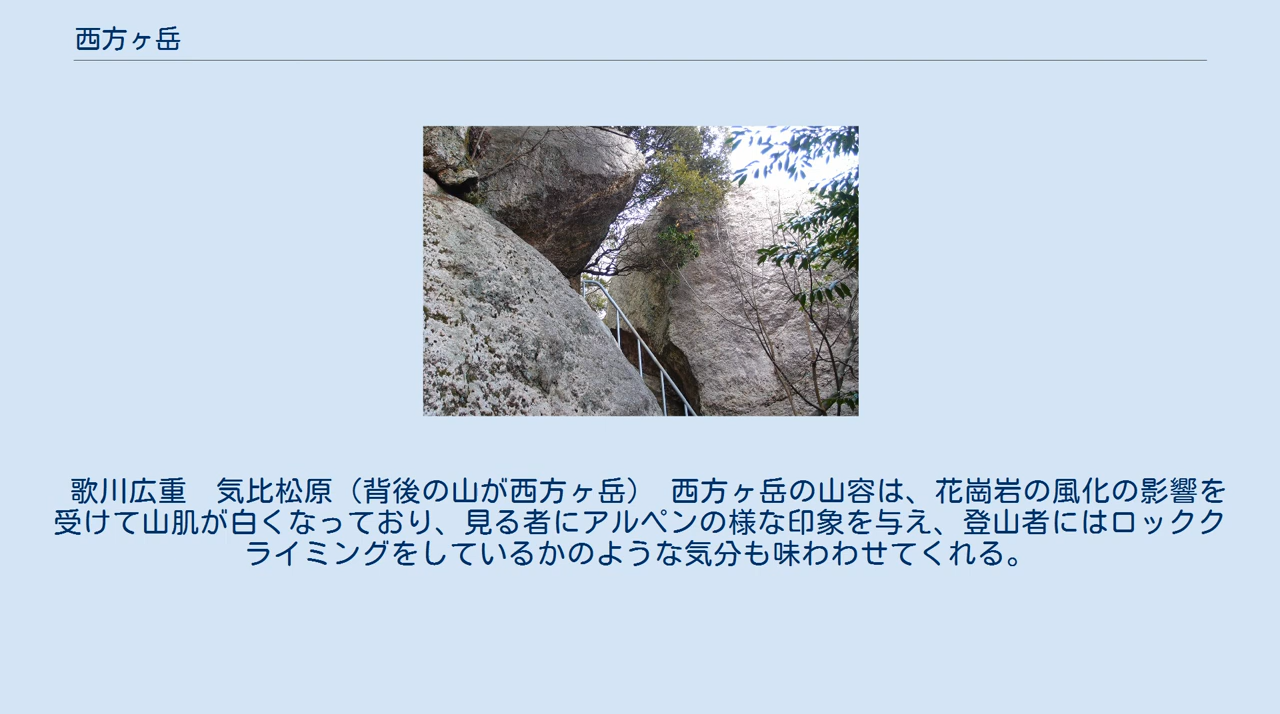 西方ヶ岳
歌川広重　気比松原（背後の山が西方ヶ岳）　西方ヶ岳の山容は、花崗岩の風化の影響を
受けて山肌が白くなっており、見る者にアルペンの様な印象を与え、登山者にはロックク
ライミングをしているかのような気分も味わわせてくれる。